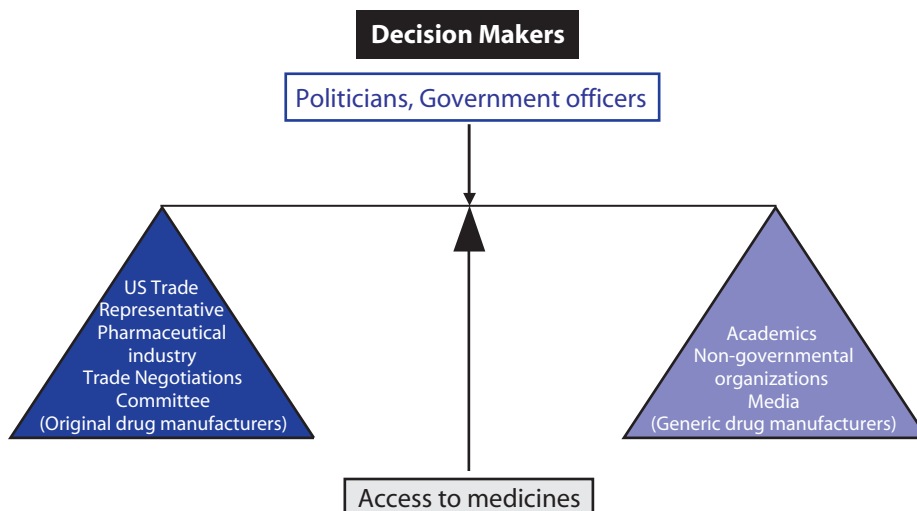 Decision Makers
Politicians, Government officers
US Trade
Representative
Pharmaceutical
industry
Trade Negotiations
Committee
(Original drug manufacturers)
Academics
Non-governmental
organizations
Media
(Generic drug manufacturers)
Access to medicines